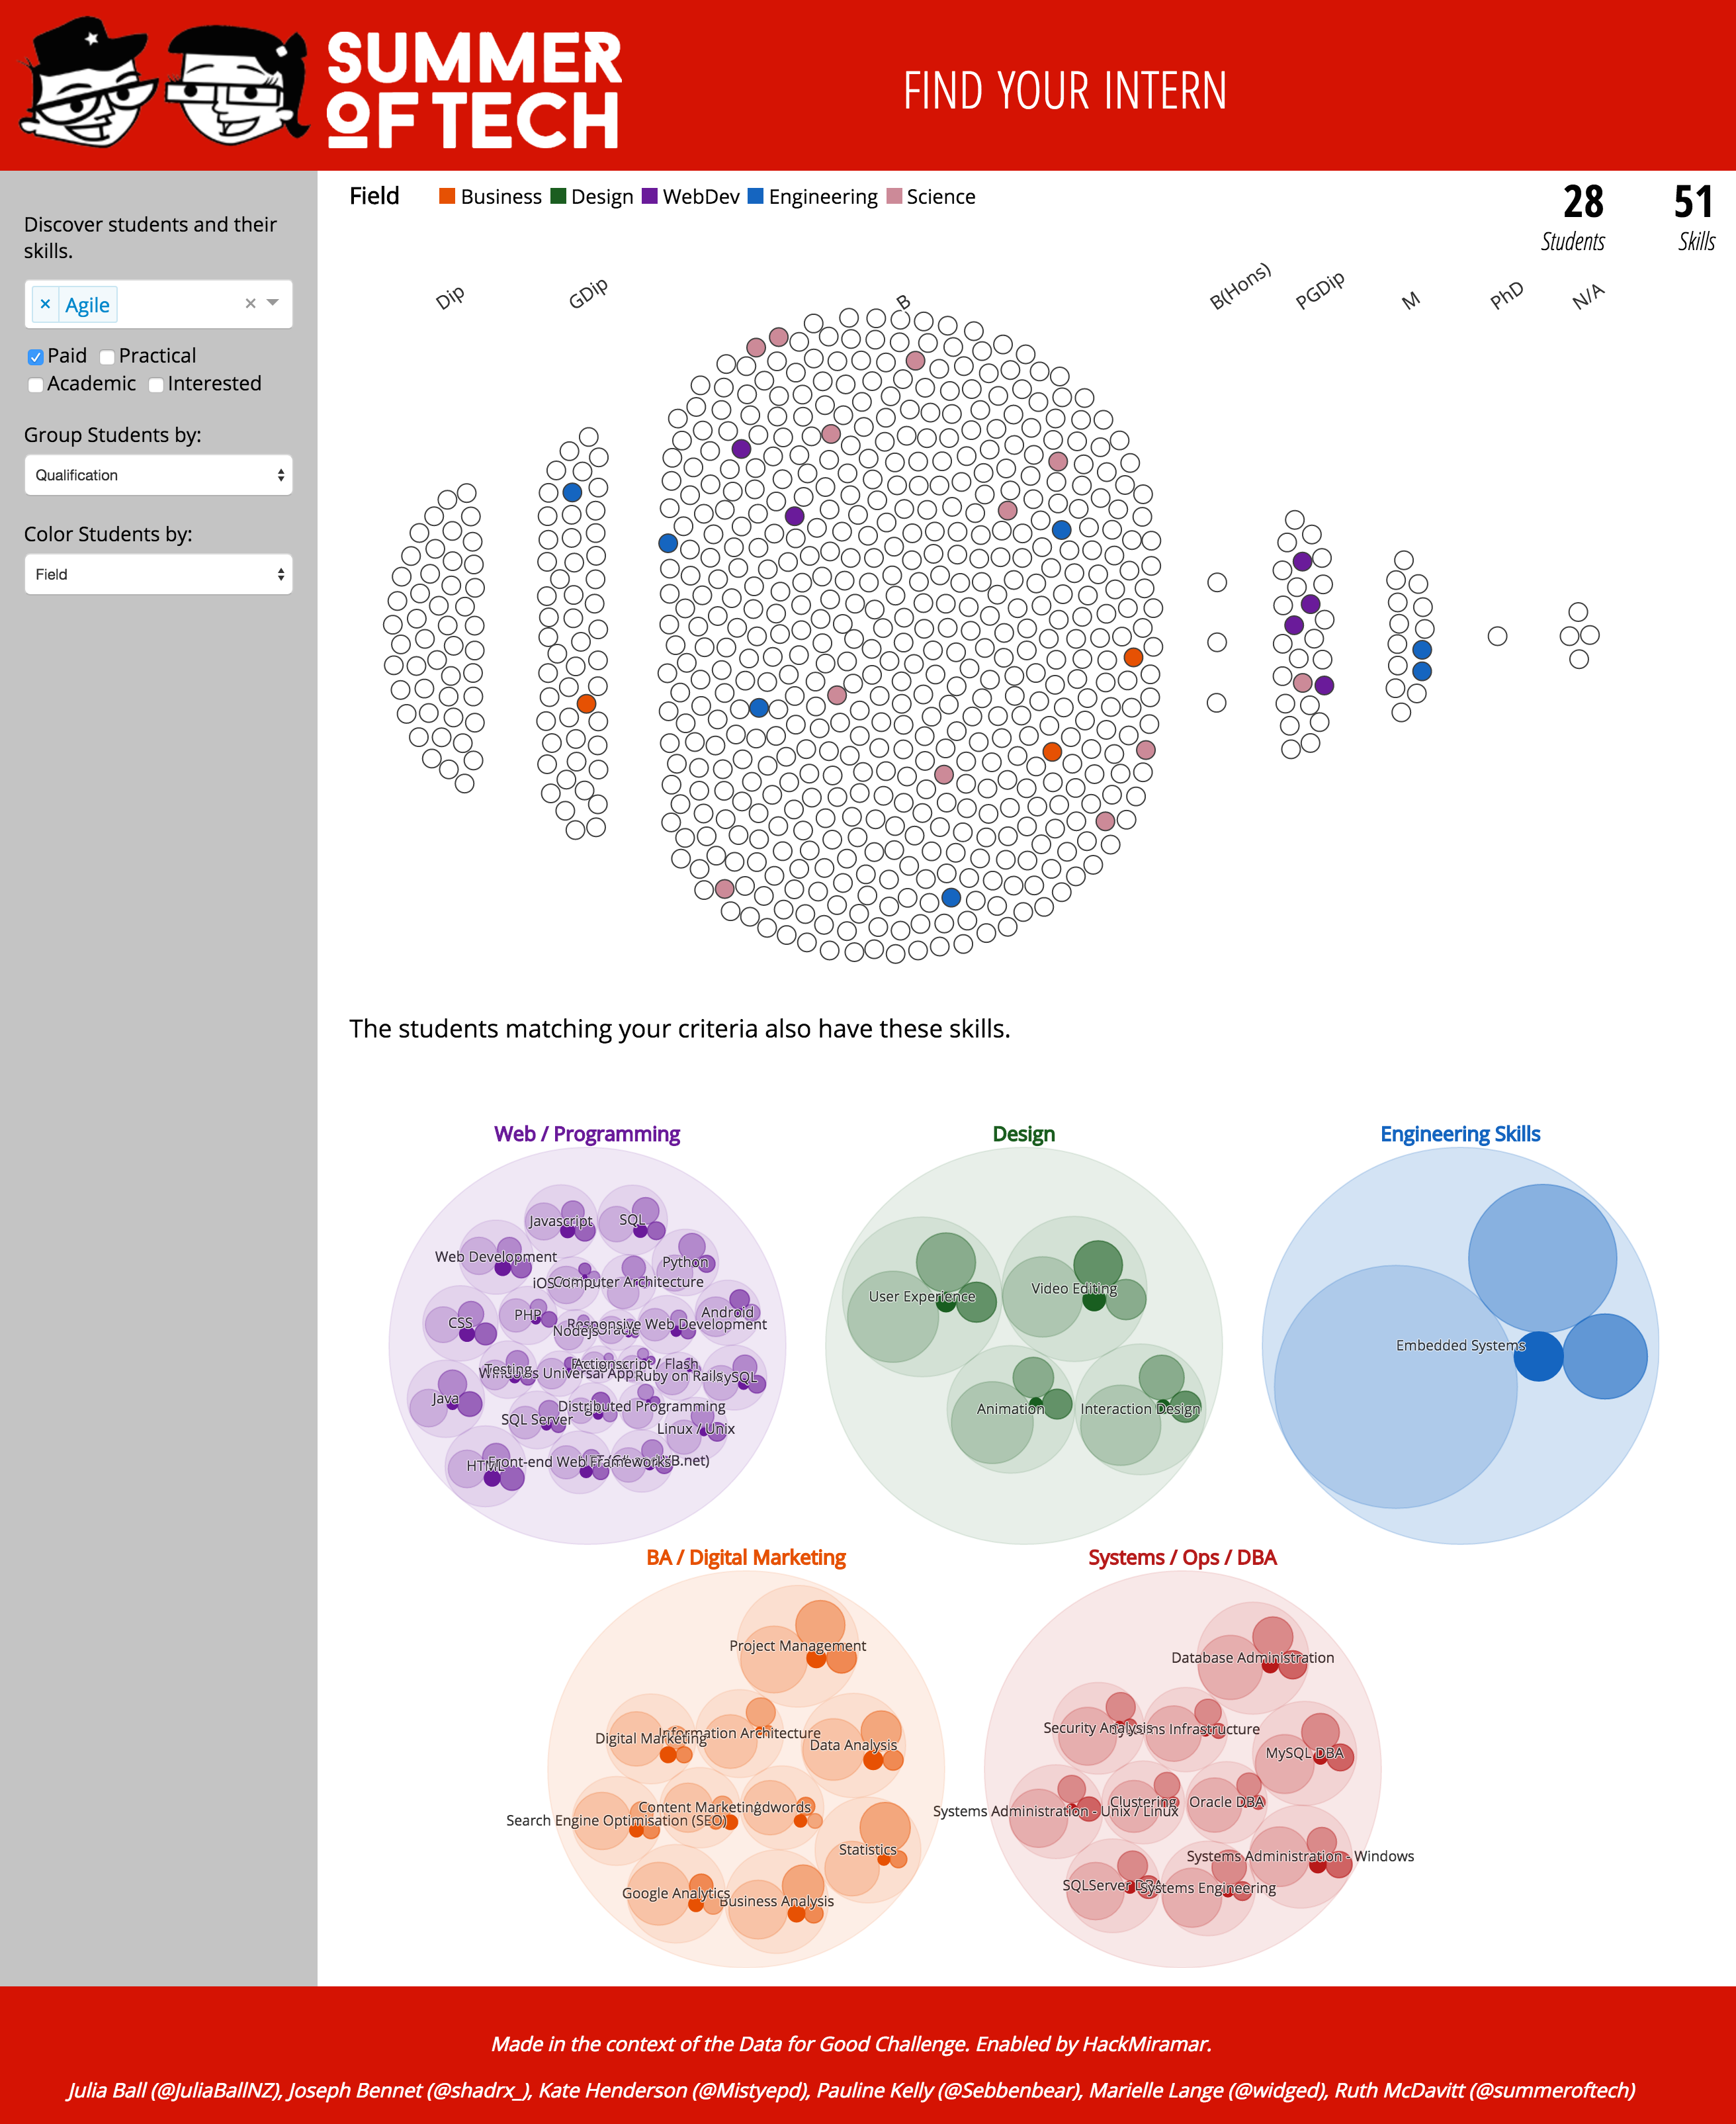 SUMMER
OF TECH
FIND YOUR INTERN
Discover students and their
skills.
× Agile ×
Paid Practical
Academic Interested
Group Students by:
Qualification
Color Students by:
Field
Field Business Design WebDev Engineering Science
28 51
Students Skills
Dip GDip B B(Hons) PGDip M PhD N/A
The students matching your criteria also have these skills.
Web / Programming Design Engineering Skills
Javascript SQL
Web Development Python
iOS Computer Architecture
User Experience Video Editing
CSS PHP Android
Nodejs Oracle Responsive Web Development
Embedded Systems
Testing Actionscript / Flash
Windows Universal App Ruby on Rails MySQL
Java
Distributed Programming
Animation Interaction Design
SQL Server
Linux / Unix
HTML Front-end Web Frameworks
BA / Digital Marketing Systems / Ops / DBA
Project Management Database Administration
Digital Marketing Information Architecture Data Analysis
Security Analysis Infrastructure MySQL DBA
Content Marketing
Search Engine Optimisation (SEO)
Systems Administration - Unix / Linux Clustering Oracle DBA
Statistics
Systems Administration - Windows
Google Analytics Business Analysis
SQLServer DBA Systems Engineering
Made in the context of the Data for Good Challenge. Enabled by HackMiramar.
Julia Ball (@JuliaBallNZ), Joseph Bennet (@shadrx_), Kate Henderson (@Mistyepd), Pauline Kelly (@Sebbenbear), Marielle Lange (@widged), Ruth McDavitt (@summeroftech)